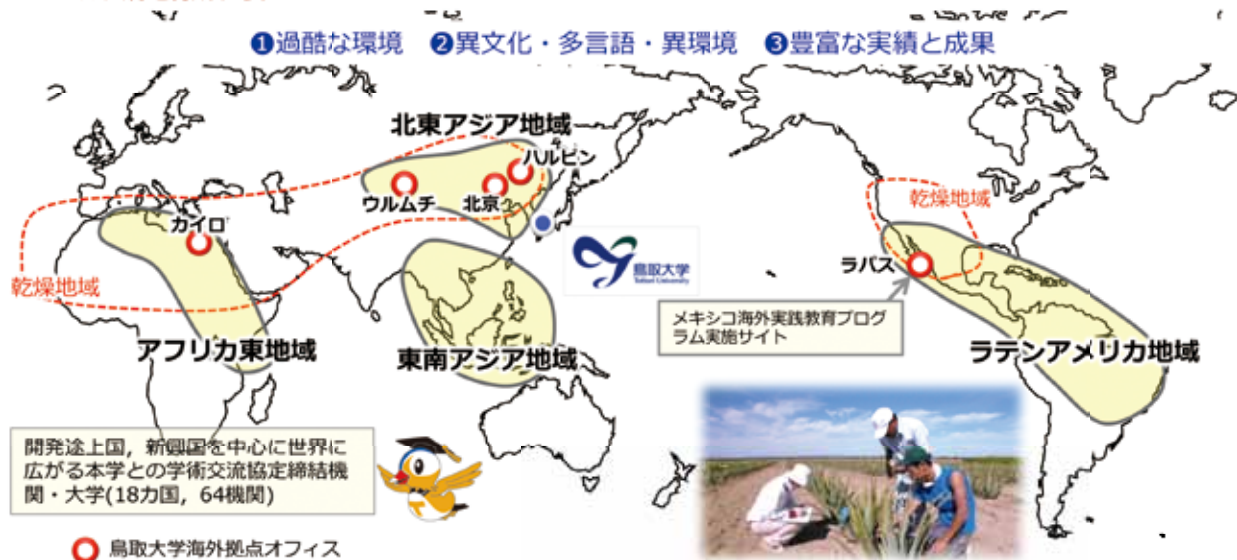 ❶過酷な環境 ❷異文化・多言語・異環境 ❸豊富な実績と成果
北東アジア地域
ハルビン
ウルムチ
北京
カイロ
乾燥地域
鳥取大学
Tottori University
乾燥地域
ラパス
メキシコ海外実践教育プログ
ラム実施サイト
アフリカ東地域
東南アジア地域
ラテンアメリカ地域
開発途上国，新興国を中心に世界に
広がる本学との学術交流協定締結機
関・大学(18カ国，64機関)
鳥取大学海外拠点オフィス